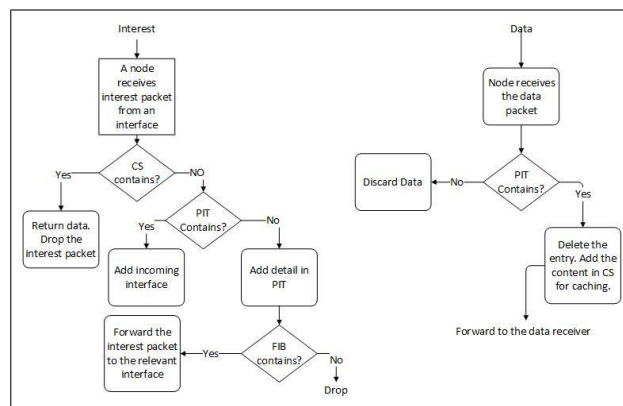 Interest
A node
receives
interest packet
from an
interface
CS
contains?
Yes
NO
Return data.
Drop the
interest packet
PIT
Contains?
Yes
No
Add incoming
interface
Add detail in
PIT
FIB
contains?
Yes
No
Forward the
interest packet
to the relevant
interface
Drop
Data
Node receives
the data
packet
PIT
Contains?
No
Yes
Discard Data
Delete the
entry. Add the
content in CS
for caching.
Forward to the data receiver